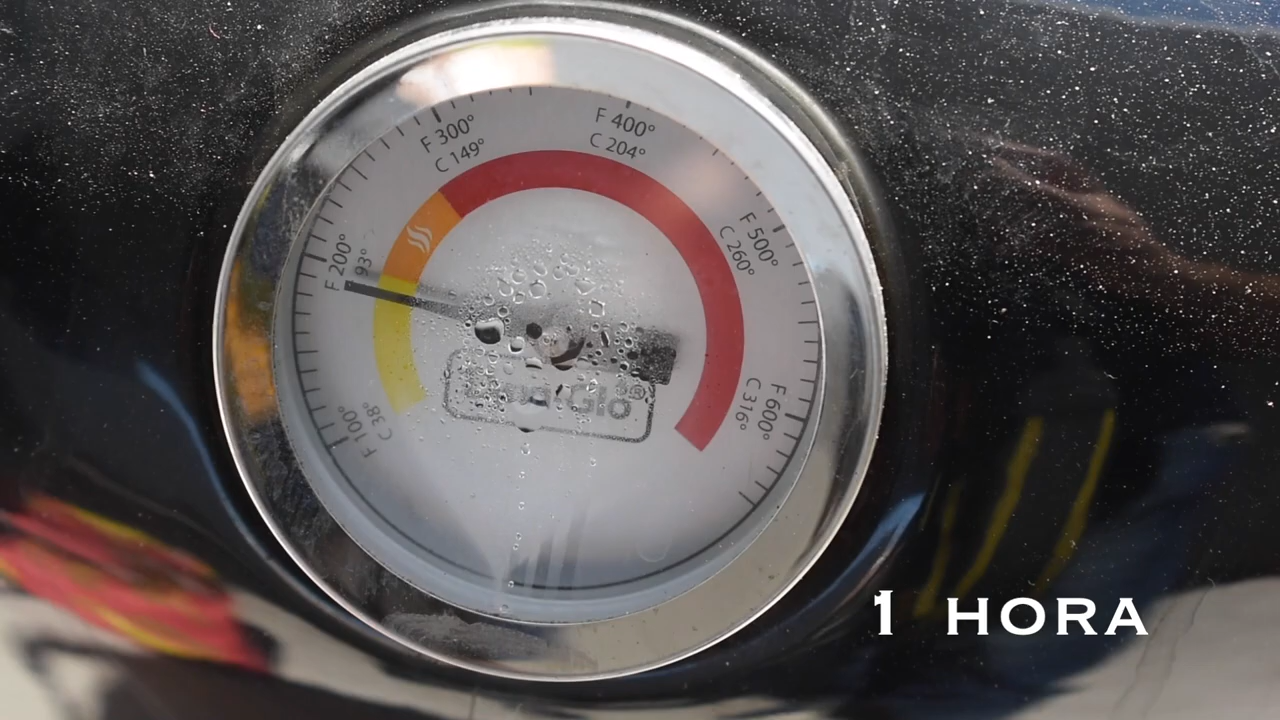 F 100°
C 38°
F 200°
93°
F 300°
C 149°
F 400°
C 204°
F 500°
C 260°
F 600°
C 316°
1 HORA